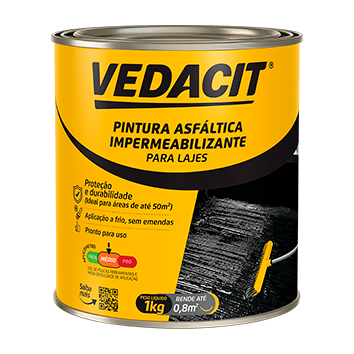 VEDACIT®
PINTURA ASFÁLTICA
IMPERMEABILIZANTE
PARA LAJES
Proteção
e durabilidade
(Ideal para áreas de até 50m²)
Aplicação a frio, sem emendas
Pronto para uso
FÁCIL
MÉDIO
PRO
Saiba
mais
PESO LÍQUIDO
1kg
RENDE ATÉ
0,8m²